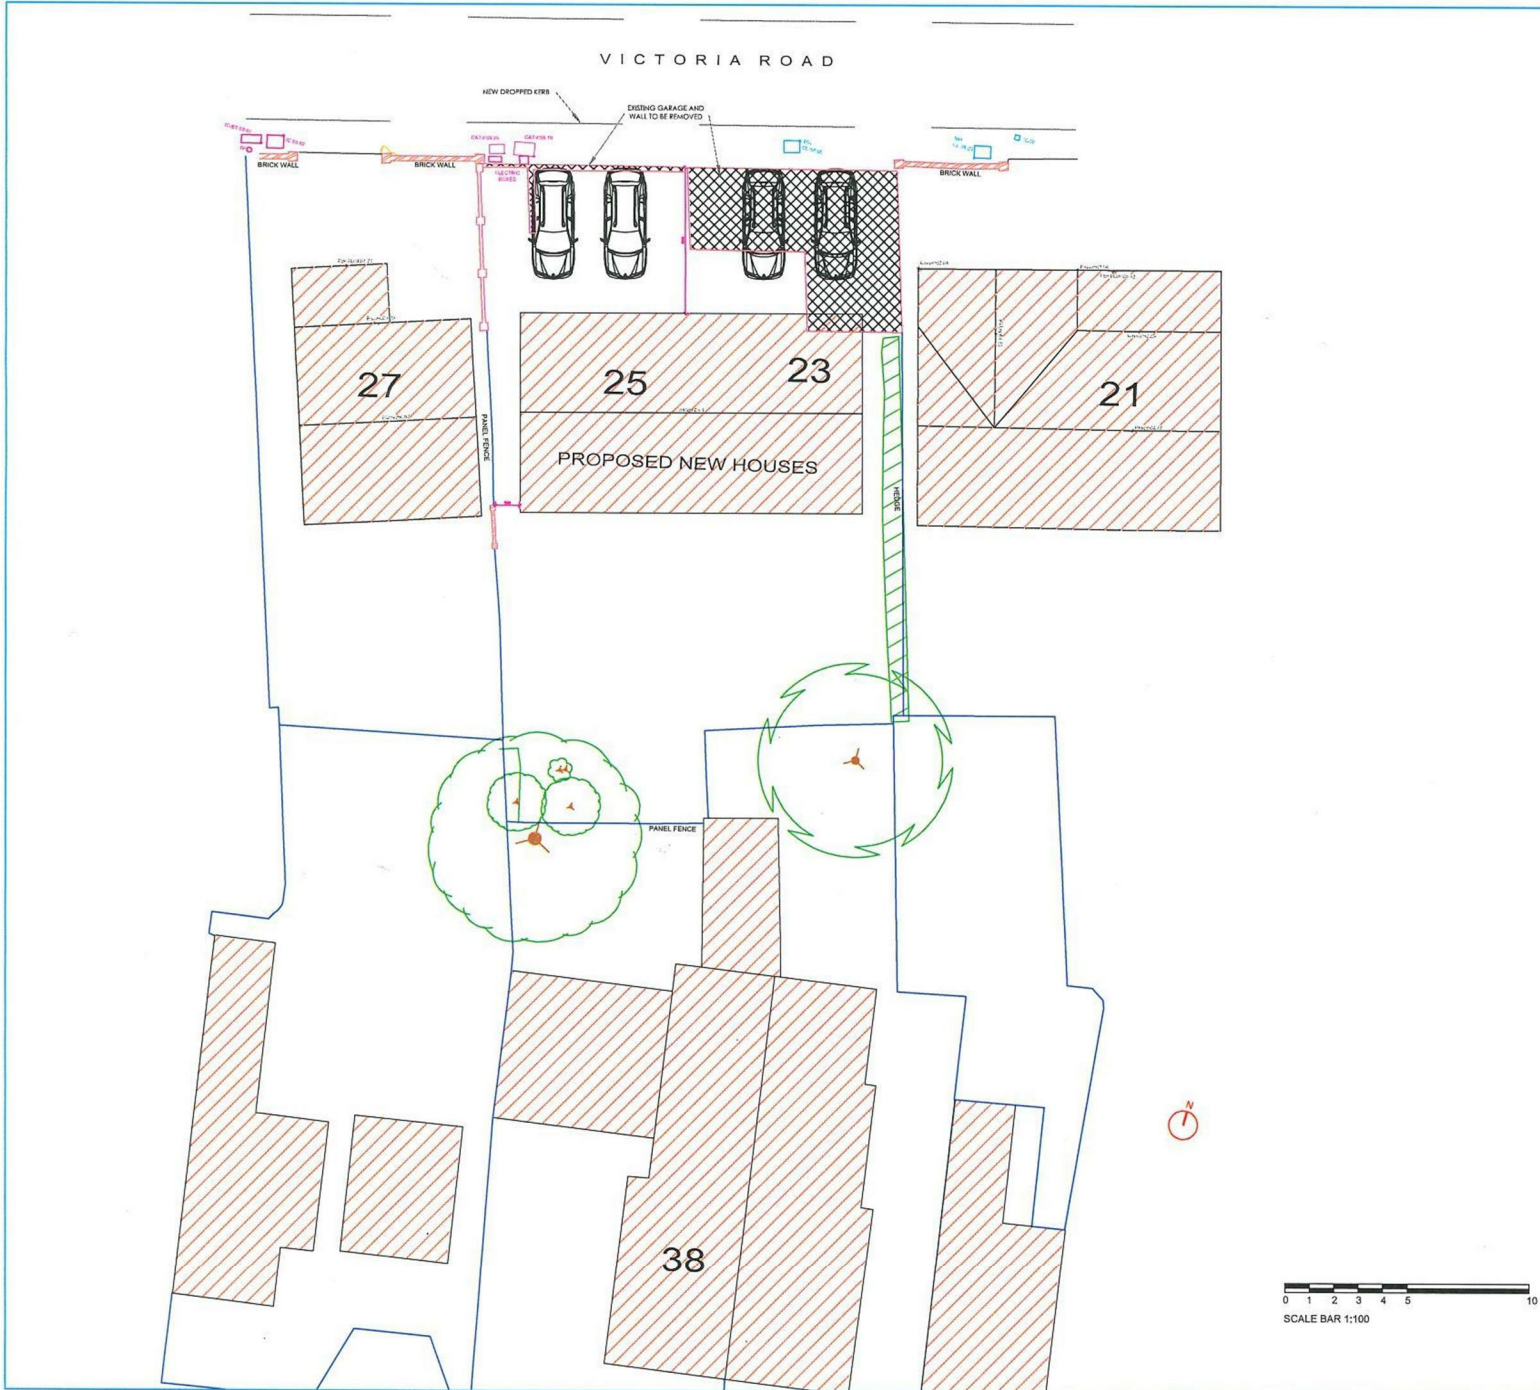 VICTORIA ROAD
NEW DROPPED KERB
EXISTING GARAGE AND
WALL TO BE REMOVED
BRICK WALL
BRICK WALL
ELECTRIC
BOXES
BRICK WALL
27
25
23
21
PANEL FENCE
PROPOSED NEW HOUSES
HEDGE
PANEL FENCE
38
N
0 1 2 3 4 5 10
SCALE BAR 1:100